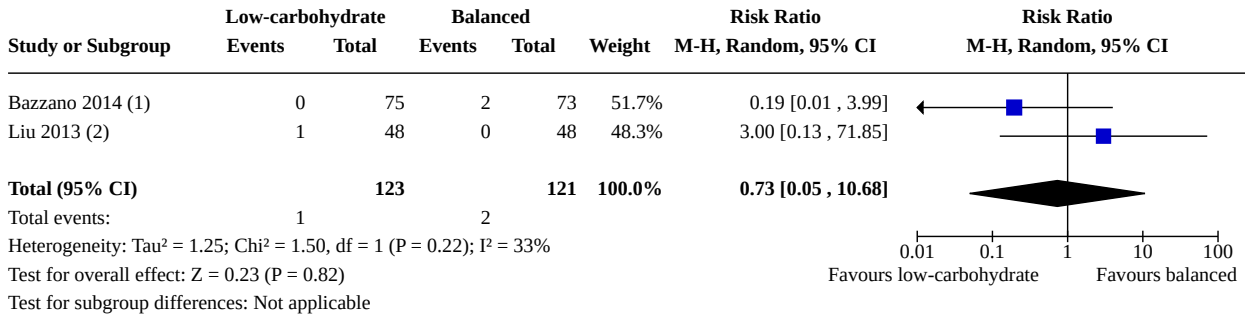 Low-carbohydrate Balanced Risk Ratio Risk Ratio
Study or Subgroup Events Total Events Total Weight M-H, Random, 95% CI M-H, Random, 95% CI
Bazzano 2014 (1) 0 75 2 73 51.7% 0.19 [0.01 , 3.99]
Liu 2013 (2) 1 48 0 48 48.3% 3.00 [0.13 , 71.85]
Total (95% CI) 123 121 100.0% 0.73 [0.05 , 10.68]
Total events: 1 2
Heterogeneity: Tau² = 1.25; Chi² = 1.50, df = 1 (P = 0.22); I² = 33%
0.01 0.1 1 10 100
Test for overall effect: Z = 0.23 (P = 0.82) Favours low-carbohydrate Favours balanced
Test for subgroup differences: Not applicable